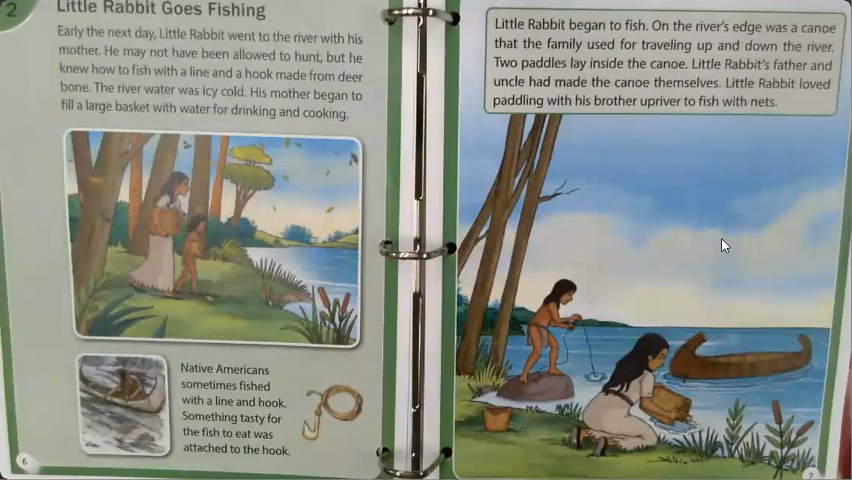 2
Little Rabbit Goes Fishing
Early the next day, Little Rabbit went to the river with his
mother. He may not have been allowed to hunt, but he
knew how to fish with a line and a hook made from deer
bone. The river water was icy cold. His mother began to
fill a large basket with water for drinking and cooking.
Native Americans
sometimes fished
with a line and hook.
Something tasty for
the fish to eat was
attached to the hook.
6
Little Rabbit began to fish. On the river's edge was a canoe
that the family used for traveling up and down the river.
Two paddles lay inside the canoe. Little Rabbit's father and
uncle had made the canoe themselves. Little Rabbit loved
paddling with his brother upriver to fish with nets.
7